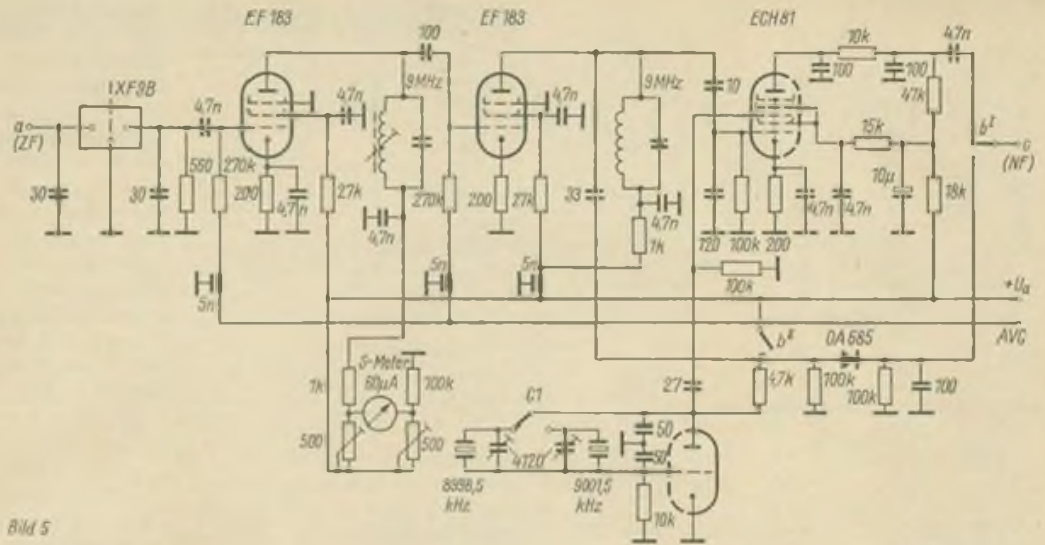 EF 183
EF 183
ECH81
100
10k
4,7n
100
100
XF9B
9MHz
9MHz
4,7n
4,7n
4,7n
10
47k
a
(ZF)
15k
b^I
c
(NF)
30
30
560
270k
200
4,7n
27k
270k
200
27k
33
10µ
18k
4,7n
4,7n
1k
120
100k
200
4,7n
4,7n
5n
5n
5n
100k
+Ua
AVC
b^II
OA685
S-Meter
60µA
1k
100k
27
4,7k
100k
100k
100
C1
500
500
50
50
4...20
8998,5
kHz
9001,5
kHz
10k
Bild 5